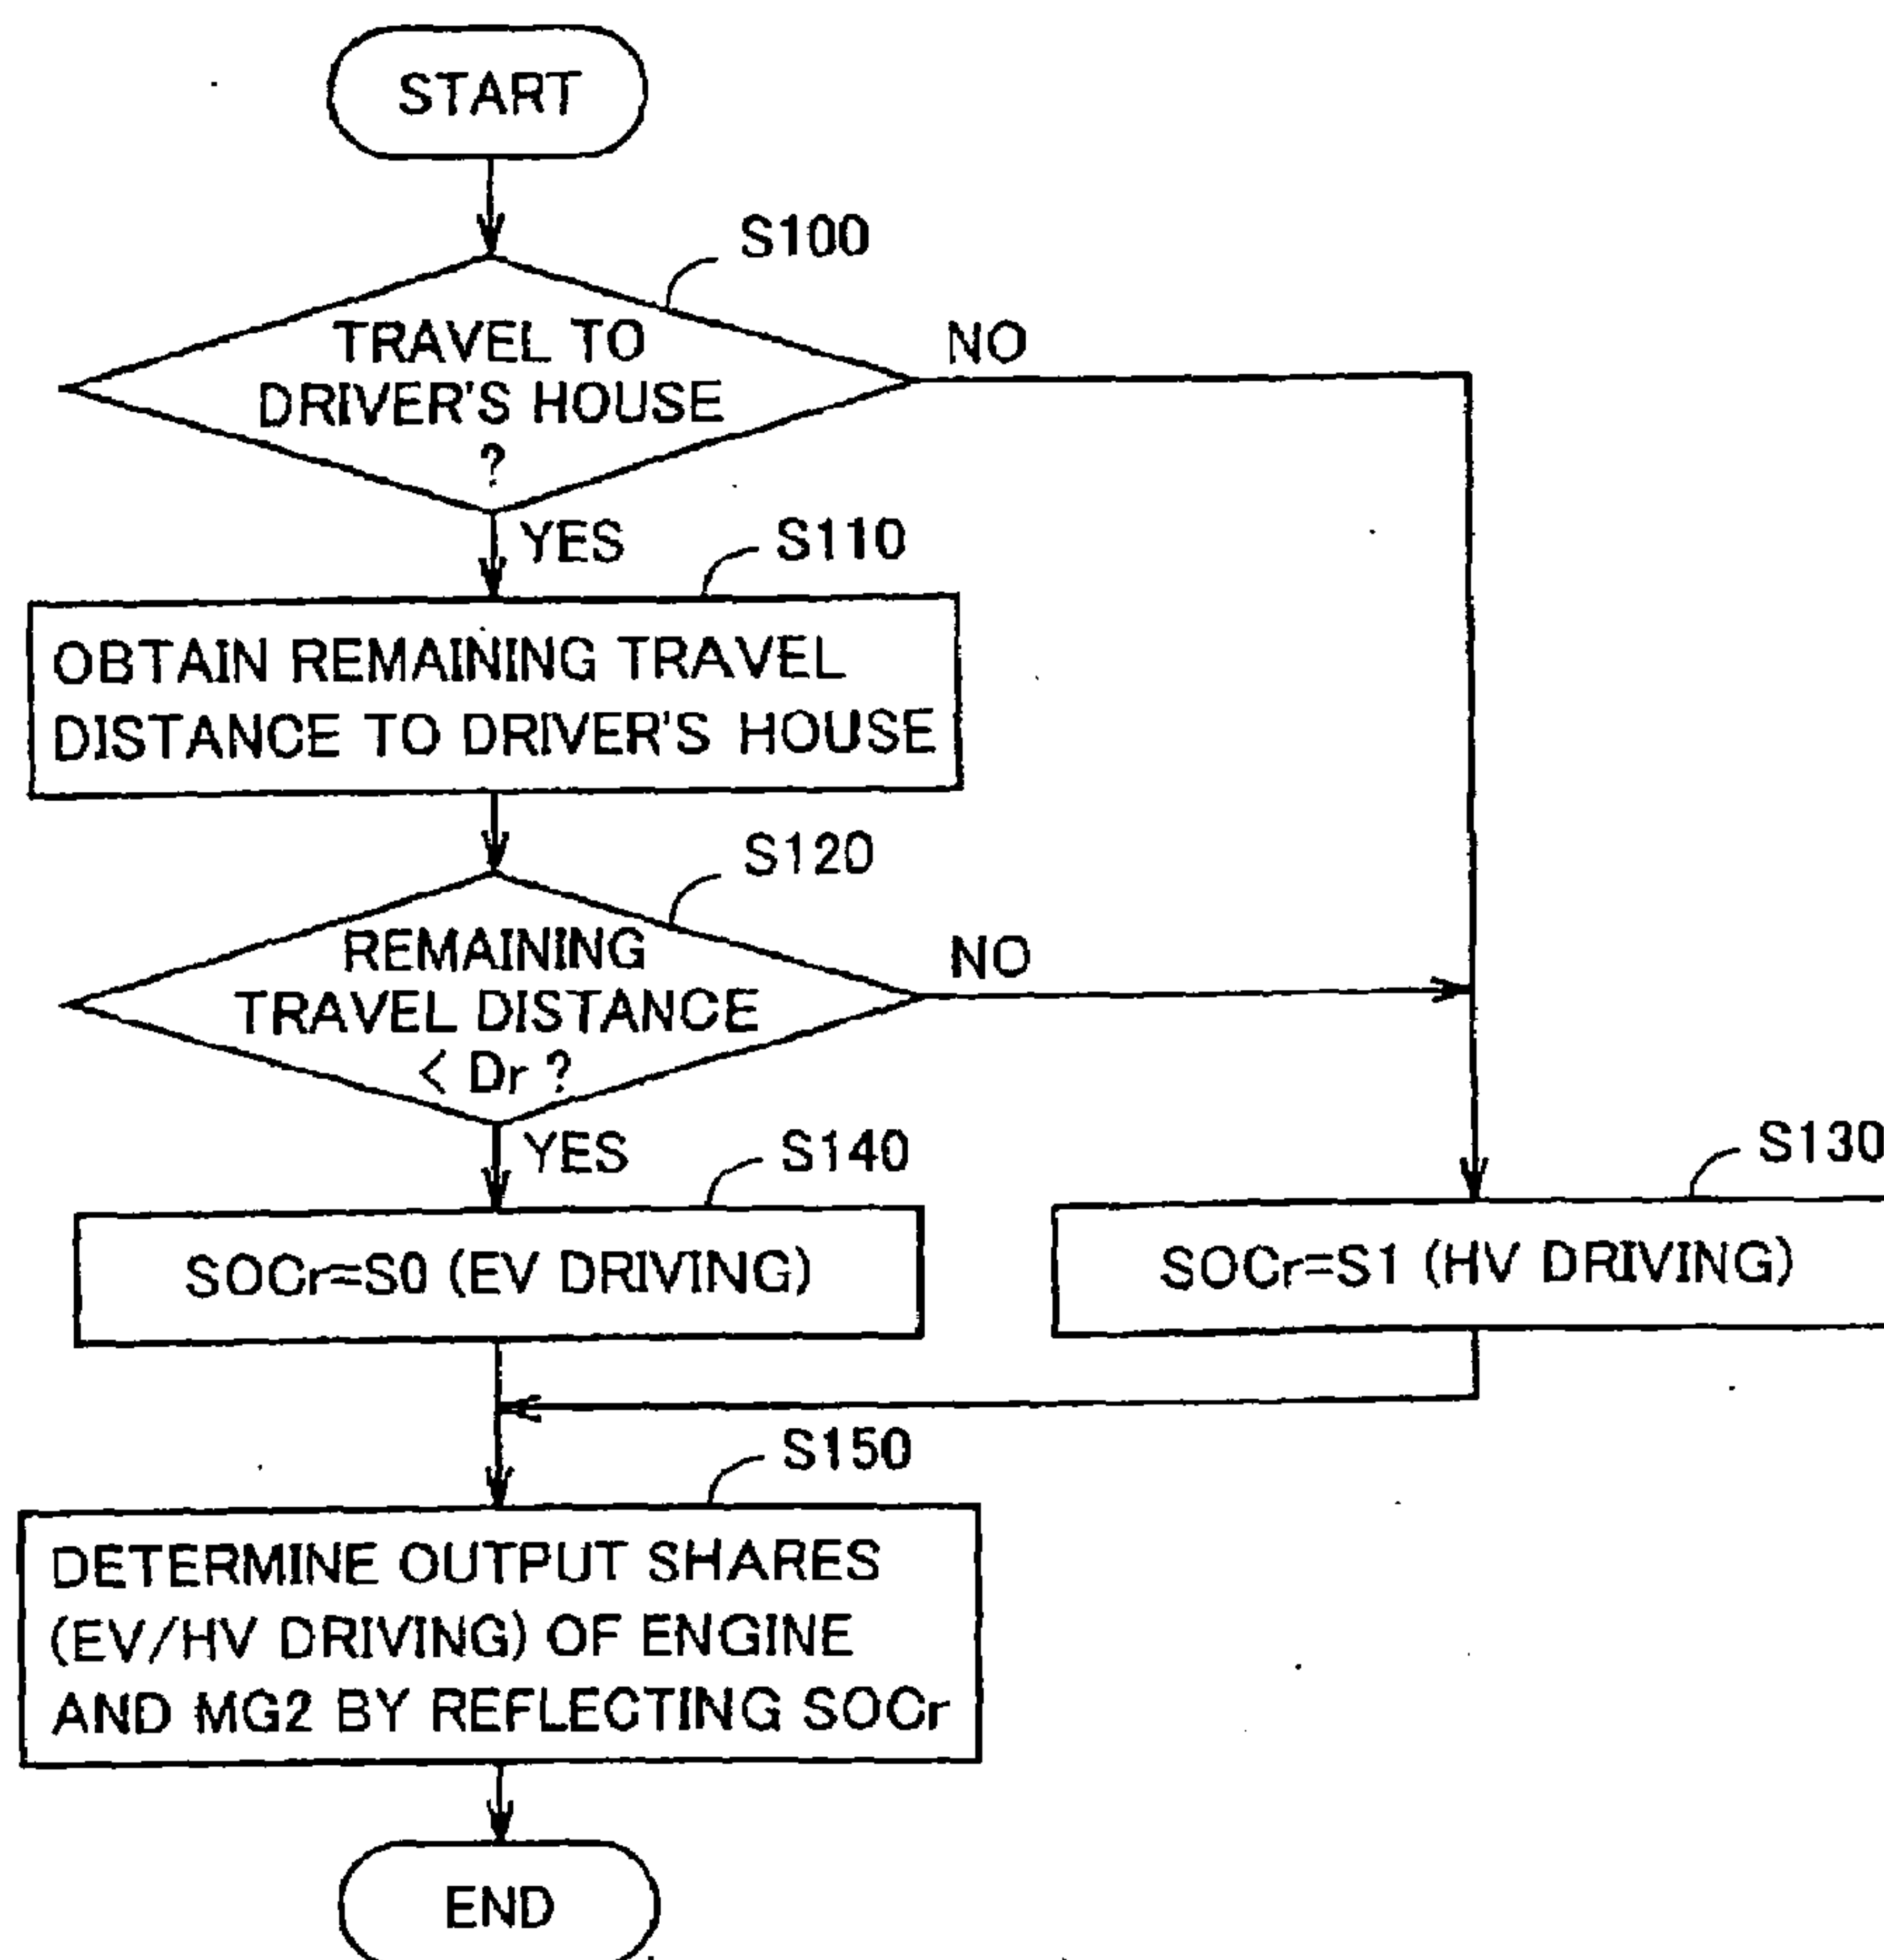 START
S100
TRAVEL TO
DRIVER'S HOUSE
?
NO
YES
S110
OBTAIN REMAINING TRAVEL
DISTANCE TO DRIVER'S HOUSE
S120
REMAINING
TRAVEL DISTANCE
< Dr ?
NO
YES
S140
SOCr=S0 (EV DRIVING)
S130
SOCr=S1 (HV DRIVING)
S150
DETERMINE OUTPUT SHARES
(EV/HV DRIVING) OF ENGINE
AND MG2 BY REFLECTING SOCr
END